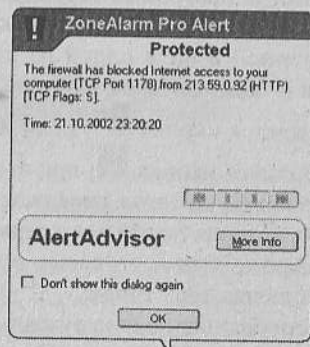 ZoneAlarm Pro Alert
Protected
The firewall has blocked Internet access to your
computer (TCP Port 1178) from 213.59.0.92 (HTTP)
[TCP Flags: S].
Time: 21.10.2002 23:20:20
AlertAdvisor
More Info
Don't show this dialog again
OK